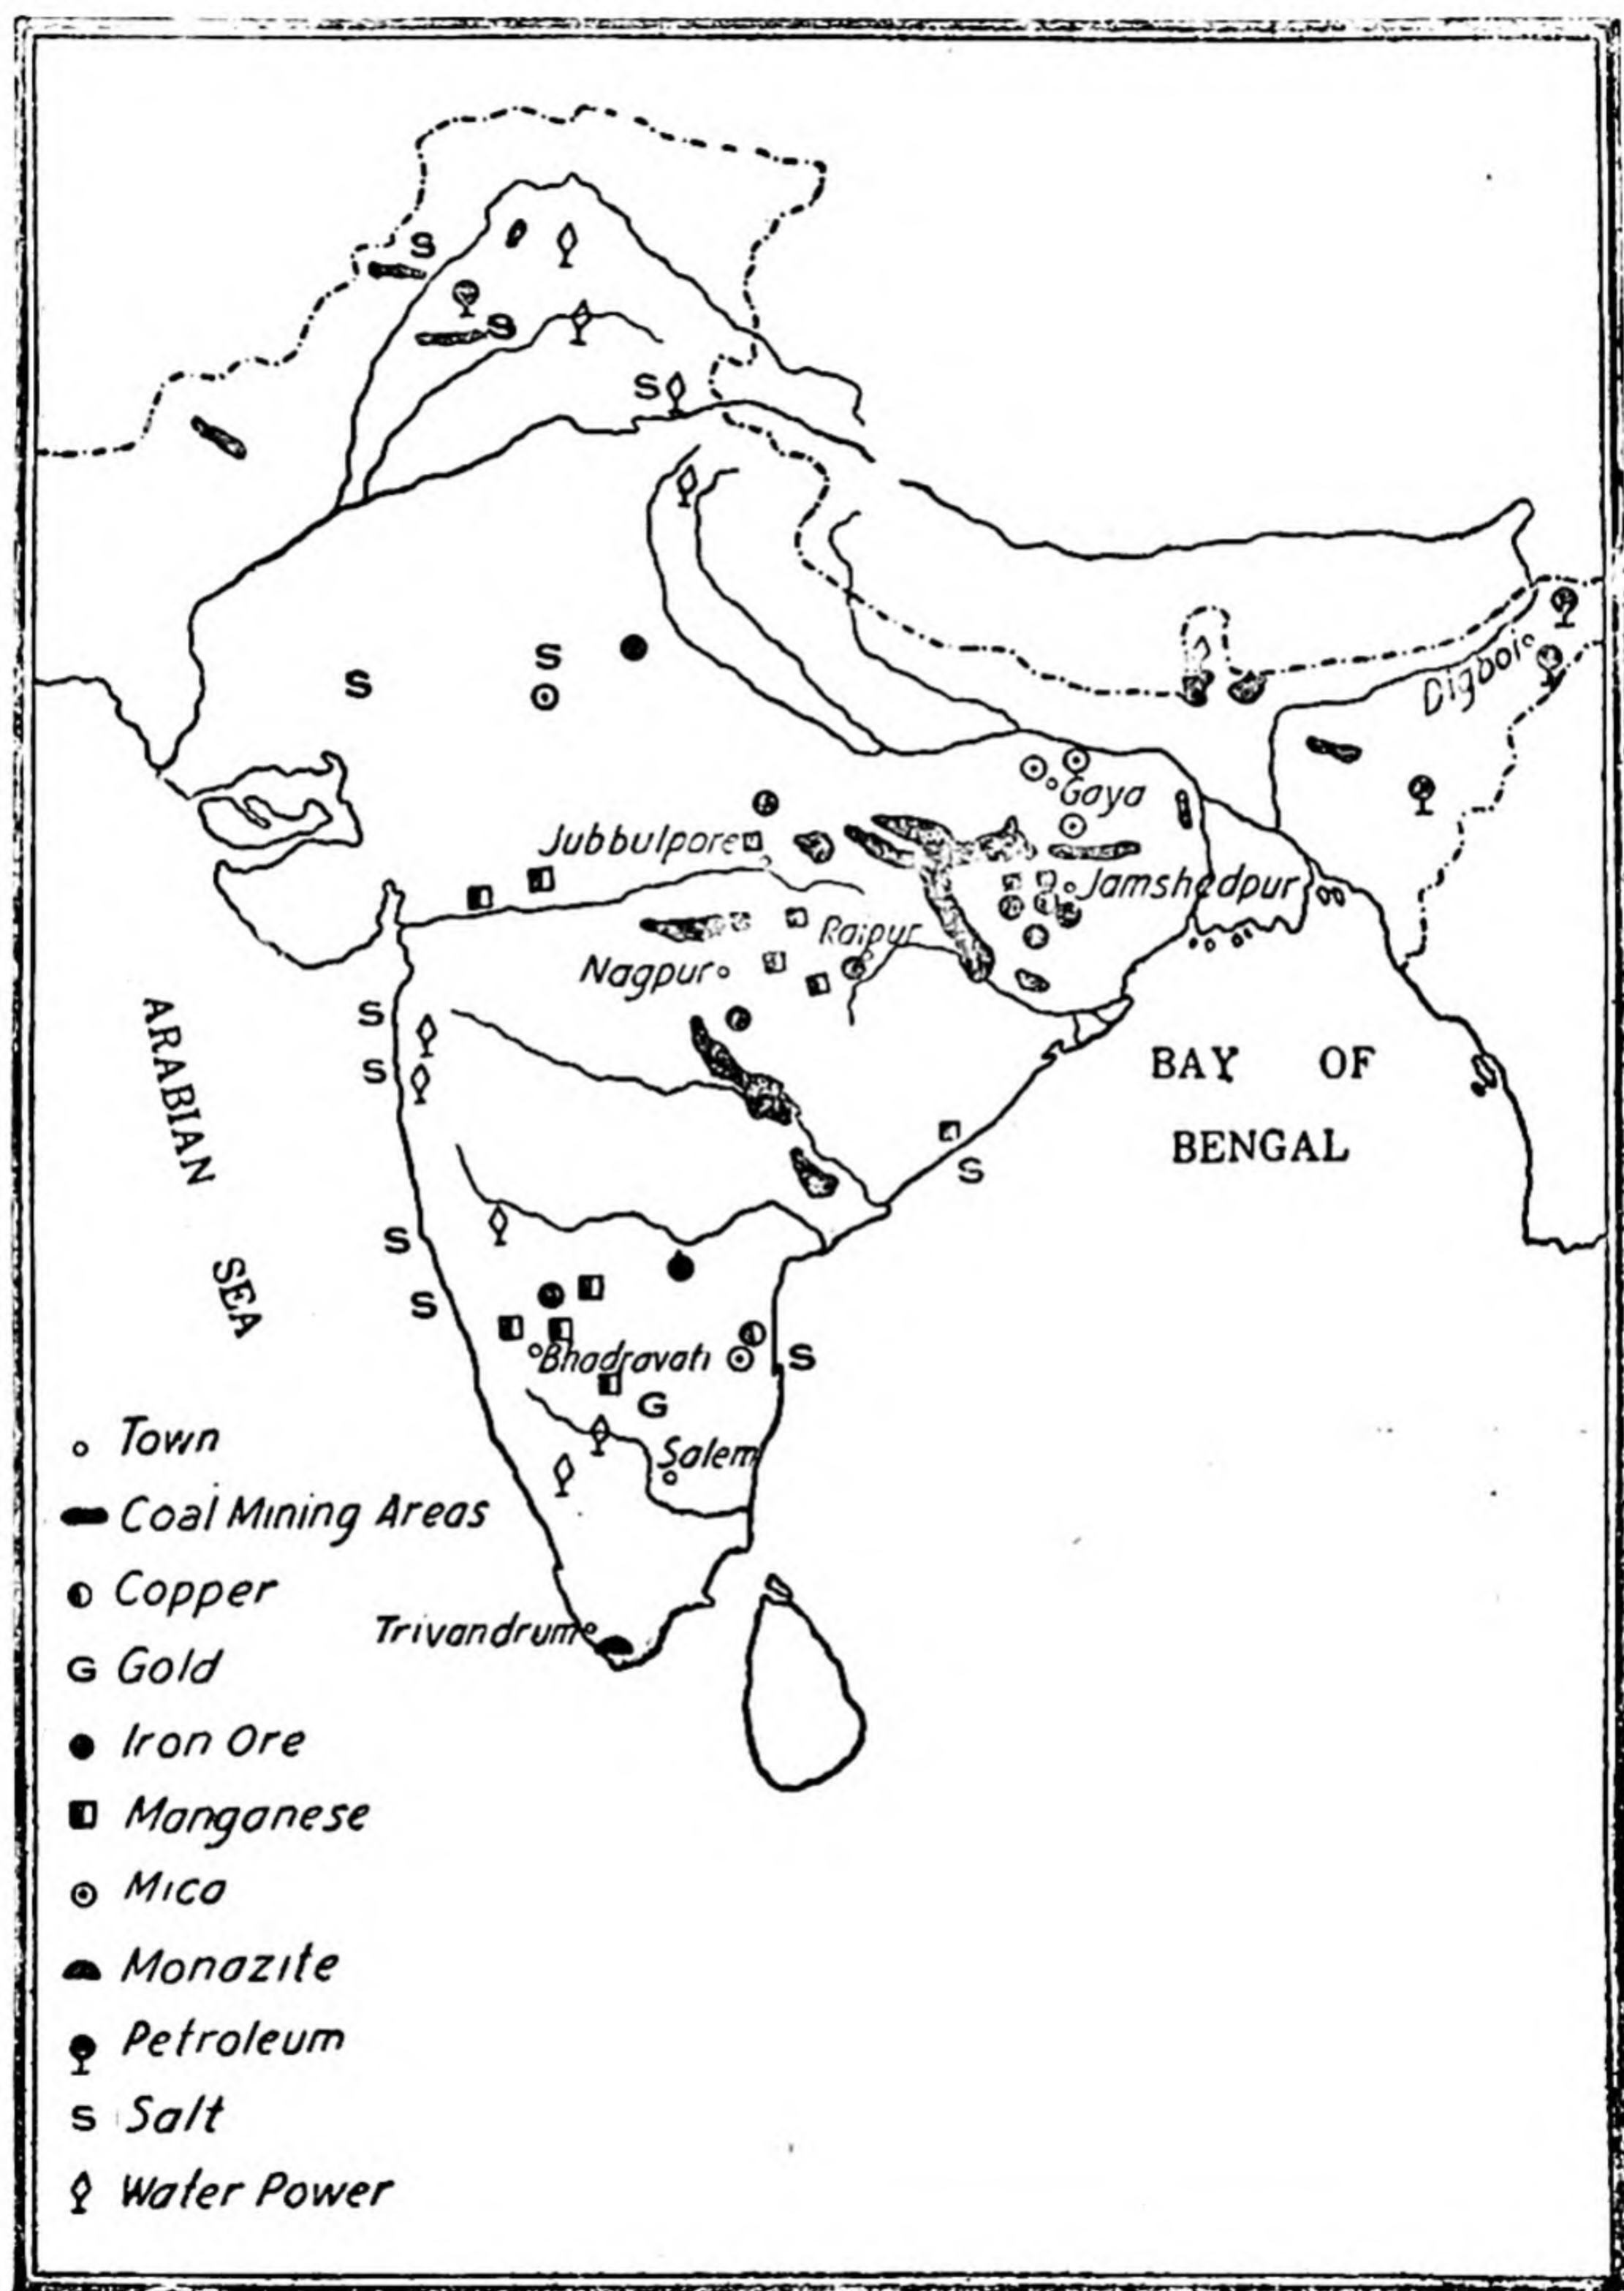 S
S
S
Digboi
S
S
Gaya
Jubbulpore
Jamshedpur
Raipur
Nagpur
ARABIAN SEA
S
S
BAY OF
BENGAL
S
S
S
Bhadravati
S
G
Salem
Trivandrum
Town
Coal Mining Areas
Copper
G Gold
Iron Ore
Manganese
Mica
Monazite
Petroleum
S Salt
Water Power